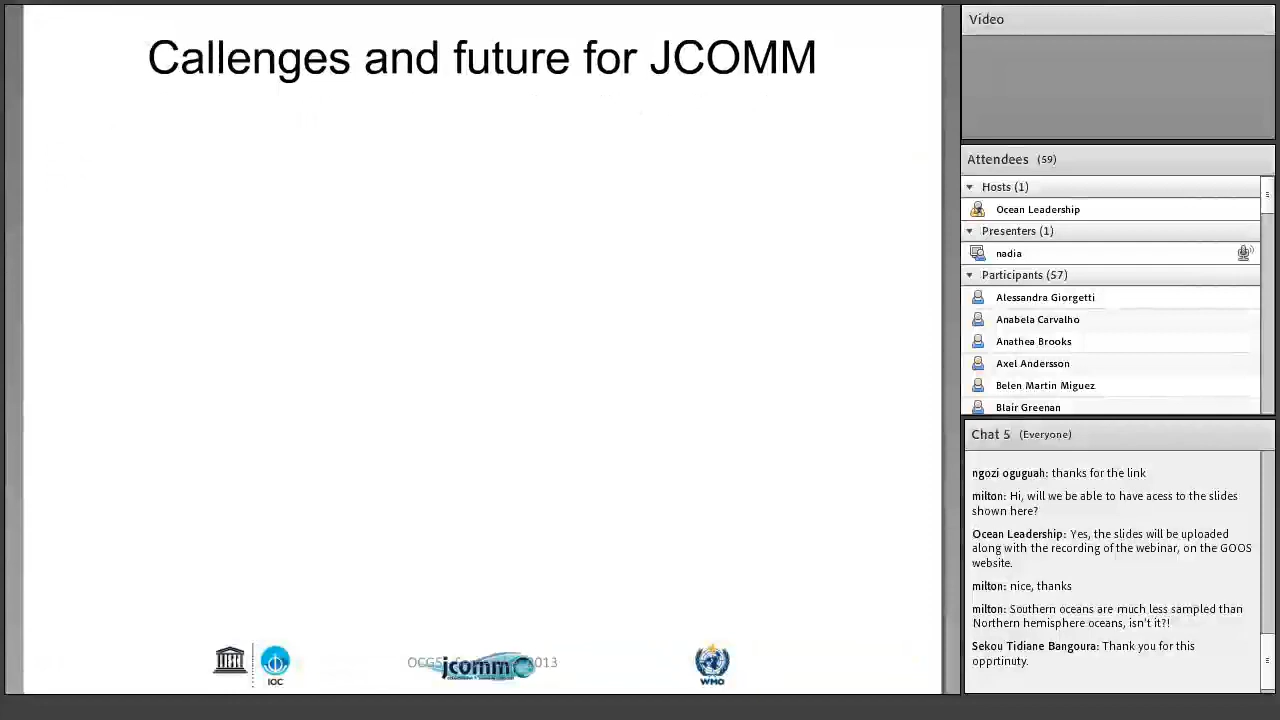 Callenges and future for JCOMM
IOC
jcomm
2013
WMO
Video
Attendees (59)
Hosts (1)
Ocean Leadership
Presenters (1)
nadia
Participants (57)
Alessandra Giorgetti
Anabela Carvalho
Anathea Brooks
Axel Andersson
Belen Martin Miguez
Blair Greenan
Chat 5 (Everyone)
ngozi oguguah: thanks for the link
milton: Hi, will we be able to have acess to the slides
shown here?
Ocean Leadership: Yes, the slides will be uploaded
along with the recording of the webinar, on the GOOS
website.
milton: nice, thanks
milton: Southern oceans are much less sampled than
Northern hemisphere oceans, isn't it?!
Sekou Tidiane Bangoura: Thank you for this
opprtinuty.